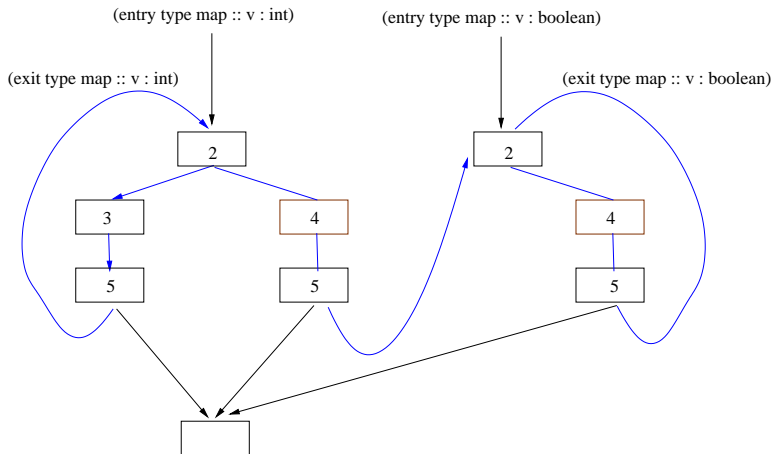 (entry type map :: v : int)
(entry type map :: v : boolean)
(exit type map :: v : int)
(exit type map :: v : boolean)
2
2
3
4
4
5
5
5